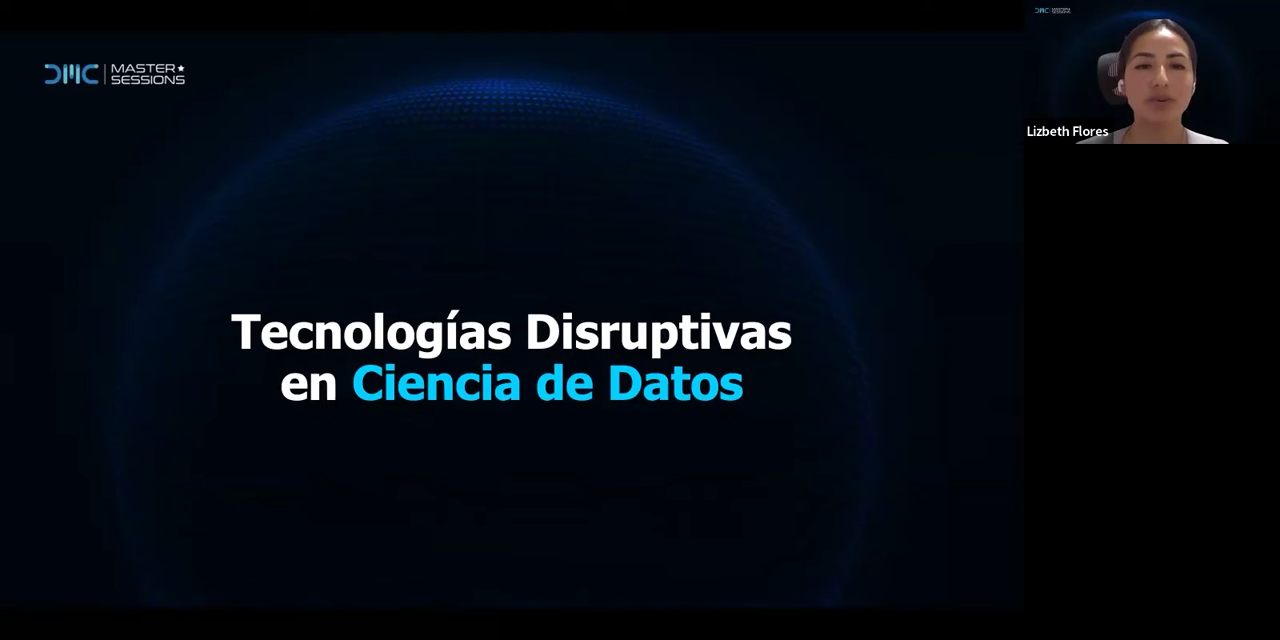 DMC | MASTER
SESSIONS
Lizbeth Flores
Tecnologías Disruptivas
en Ciencia de Datos